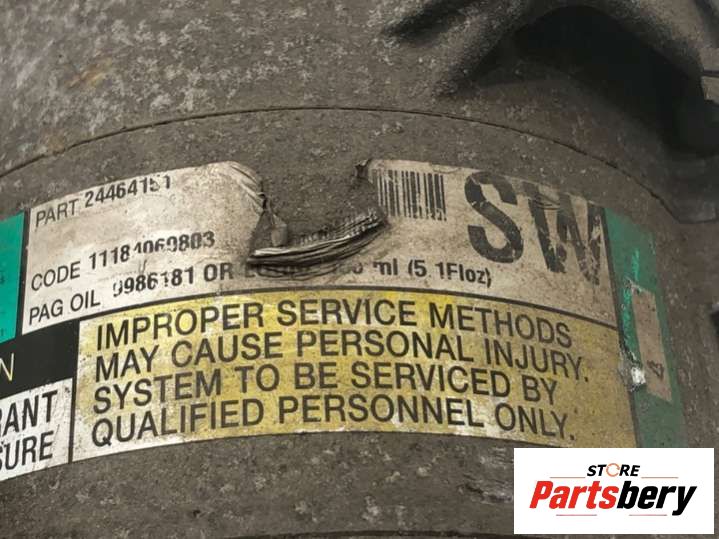 PART 24464151
SW
CODE 11184069803
PAG OIL 9986181 OR ml (5.1Floz)
IMPROPER SERVICE METHODS
MAY CAUSE PERSONAL INJURY.
SYSTEM TO BE SERVICED BY
QUALIFIED PERSONNEL ONLY.
N
RANT
SURE
STORE
Partsbery